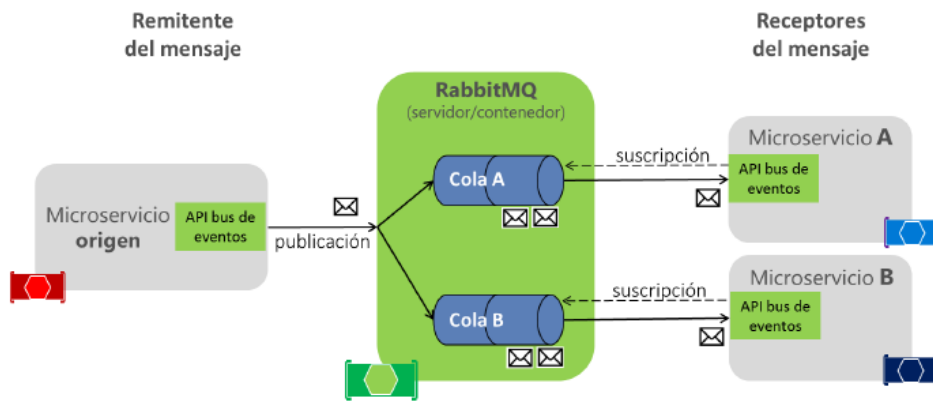 Remitente
del mensaje
Receptores
del mensaje
RabbitMQ
(servidor/contenedor)
Microservicio
origen
API bus de
eventos
publicación
Cola A
Cola B
suscripción
Microservicio A
API bus de
eventos
suscripción
Microservicio B
API bus de
eventos